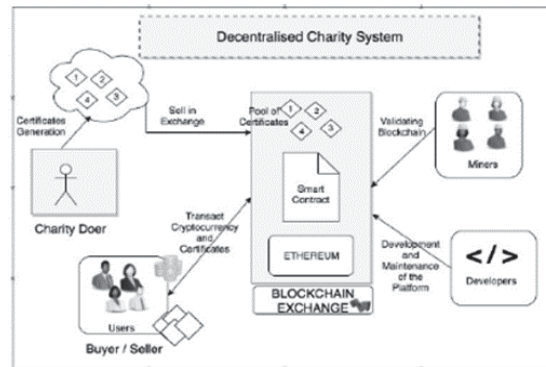 Decentralised Charity System
1
2
4
3
Certificates
Generation
Sell in
Exchange
Pool of
Certificates
1
2
4
3
Validating
Blockchain
Miners
Smart
Contract
Charity Doer
Transact
Cryptocurrency
and
Certificates
ETHEREUM
Development
and
Maintenance
of the
Platform
</>
Developers
Users
BLOCKCHAIN
EXCHANGE
Buyer / Seller